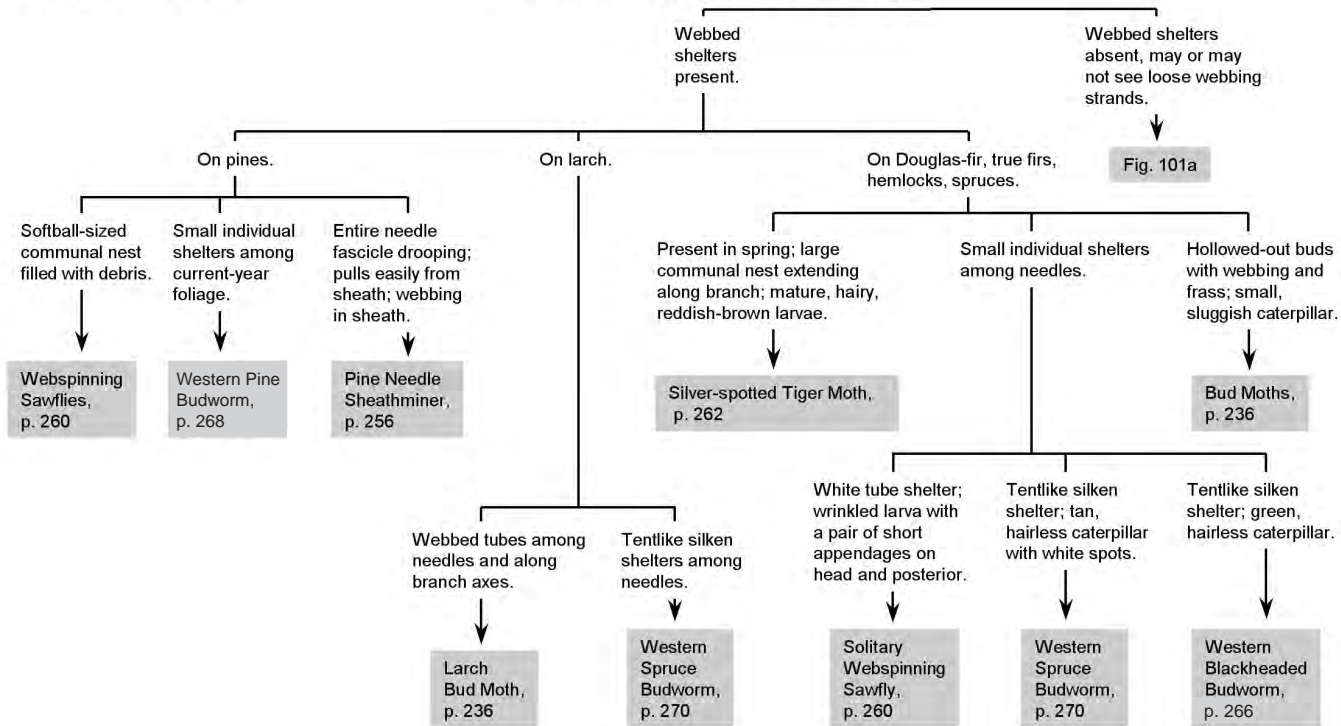 Webbed
shelters
present.
Webbed shelters
absent, may or may
not see loose webbing
strands.
Fig. 101a
On pines.
On larch.
On Douglas-fir, true firs,
hemlocks, spruces.
Softball-sized
communal nest
filled with debris.
Small individual
shelters among
current-year
foliage.
Entire needle
fascicle drooping;
pulls easily from
sheath; webbing
in sheath.
Present in spring; large
communal nest extending
along branch; mature, hairy,
reddish-brown larvae.
Small individual shelters
among needles.
Hollowed-out buds
with webbing and
frass; small,
sluggish caterpillar.
Webspinning
Sawflies,
p. 260
Western Pine
Budworm,
p. 268
Pine Needle
Sheathminer,
p. 256
Silver-spotted Tiger Moth,
p. 262
Bud Moths,
p. 236
Webbed tubes among
needles and along
branch axes.
Tentlike silken
shelters among
needles.
White tube shelter;
wrinkled larva with
a pair of short
appendages on
head and posterior.
Tentlike silken
shelter; tan,
hairless caterpillar
with white spots.
Tentlike silken
shelter; green,
hairless caterpillar.
Larch
Bud Moth,
p. 236
Western
Spruce
Budworm,
p. 270
Solitary
Webspinning
Sawfly,
p. 260
Western
Spruce
Budworm,
p. 270
Western
Blackheaded
Budworm,
p. 266